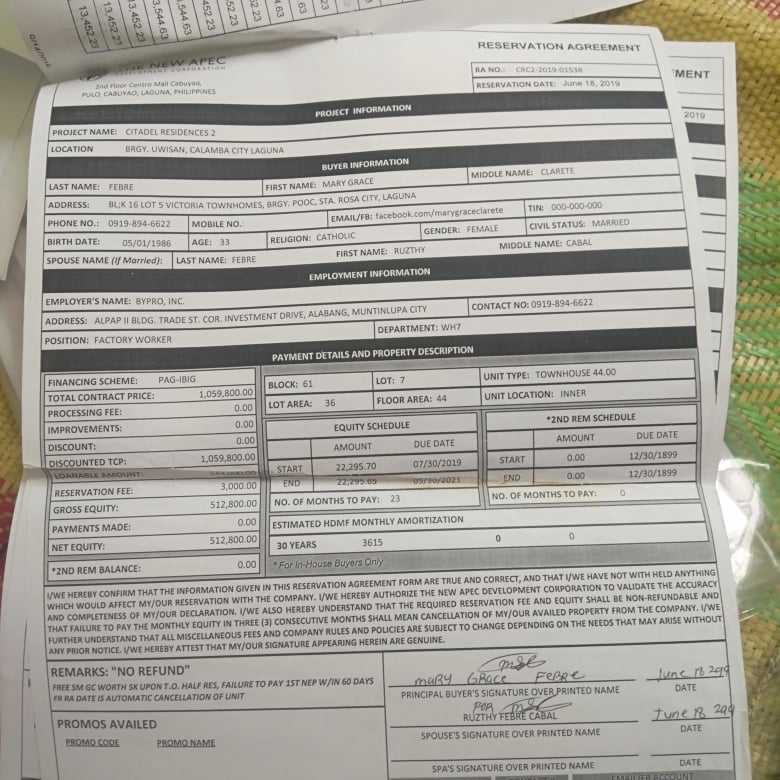 13,452.23
13,452.23
13,452.23
13,544.63
13,544.63
THE NEW APEC
DEVELOPMENT CORPORATION
2nd Floor Centro Mall Cabuyao,
PULO, CABUYAO, LAGUNA, PHILIPPINES
RESERVATION AGREEMENT
RA NO.: CRC2-2019-01538
RESERVATION DATE: June 18, 2019
MENT
2019
PROJECT INFORMATION
PROJECT NAME: CITADEL RESIDENCES 2
LOCATION BRGY. UWISAN, CALAMBA CITY LAGUNA
BUYER INFORMATION
LAST NAME: FEBRE FIRST NAME: MARY GRACE MIDDLE NAME: CLARETE
ADDRESS: BL;K 16 LOT 5 VICTORIA TOWNHOMES, BRGY. POOC, STA. ROSA CITY, LAGUNA
PHONE NO.: 0919-894-6622 MOBILE NO.: EMAIL/FB: facebook.com/marygraceclarete TIN: 000-000-000
BIRTH DATE: 05/01/1986 AGE: 33 RELIGION: CATHOLIC GENDER: FEMALE CIVIL STATUS: MARRIED
SPOUSE NAME (If Married): LAST NAME: FEBRE FIRST NAME: RUZTHY MIDDLE NAME: CABAL
EMPLOYMENT INFORMATION
EMPLOYER'S NAME: BYPRO, INC.
ADDRESS: ALPAP II BLDG. TRADE ST. COR. INVESTMENT DRIVE, ALABANG, MUNTINLUPA CITY CONTACT NO: 0919-894-6622
POSITION: FACTORY WORKER DEPARTMENT: WH7
PAYMENT DETAILS AND PROPERTY DESCRIPTION
FINANCING SCHEME: PAG-IBIG
TOTAL CONTRACT PRICE: 1,059,800.00
PROCESSING FEE: 0.00
IMPROVEMENTS: 0.00
DISCOUNT: 0.00
DISCOUNTED TCP: 1,059,800.00
LOANABLE AMOUNT:
RESERVATION FEE: 3,000.00
GROSS EQUITY: 512,800.00
PAYMENTS MADE: 0.00
NET EQUITY: 512,800.00
*2ND REM BALANCE: 0.00
BLOCK: 61 LOT: 7 UNIT TYPE: TOWNHOUSE 44.00
LOT AREA: 36 FLOOR AREA: 44 UNIT LOCATION: INNER
EQUITY SCHEDULE
AMOUNT DUE DATE
START 22,295.70 07/30/2019
END 22,295.65 05/30/2021
NO. OF MONTHS TO PAY: 23
*2ND REM SCHEDULE
AMOUNT DUE DATE
START 0.00 12/30/1899
END 0.00 12/30/1899
NO. OF MONTHS TO PAY: 0
ESTIMATED HDMF MONTHLY AMORTIZATION
30 YEARS 3615 0 0
* For In-House Buyers Only
I/WE HEREBY CONFIRM THAT THE INFORMATION GIVEN IN THIS RESERVATION AGREEMENT FORM ARE TRUE AND CORRECT, AND THAT I/WE HAVE NOT WITH HELD ANYTHING
WHICH WOULD AFFECT MY/OUR RESERVATION WITH THE COMPANY. I/WE HEREBY AUTHORIZE THE NEW APEC DEVELOPMENT CORPORATION TO VALIDATE THE ACCURACY
AND COMPLETENESS OF MY/OUR DECLARATION. I/WE ALSO HEREBY UNDERSTAND THAT THE REQUIRED RESERVATION FEE AND EQUITY SHALL BE NON-REFUNDABLE AND
THAT FAILURE TO PAY THE MONTHLY EQUITY IN THREE (3) CONSECUTIVE MONTHS SHALL MEAN CANCELLATION OF MY/OUR AVAILED PROPERTY FROM THE COMPANY. I/WE
FURTHER UNDERSTAND THAT ALL MISCELLANEOUS FEES AND COMPANY RULES AND POLICIES ARE SUBJECT TO CHANGE DEPENDING ON THE NEEDS THAT MAY ARISE WITHOUT
ANY PRIOR NOTICE. I/WE HEREBY ATTEST THAT MY/OUR SIGNATURE APPEARING HEREIN ARE GENUINE.
REMARKS: "NO REFUND"
FREE SM GC WORTH 5K UPON T.O. HALF RES, FAILURE TO PAY 1ST NEP W/IN 60 DAYS
FR RA DATE IS AUTOMATIC CANCELLATION OF UNIT
PROMOS AVAILED
PROMO CODE PROMO NAME
MARY GRACE FEBRE June 18 2019
PRINCIPAL BUYER'S SIGNATURE OVER PRINTED NAME DATE
FOR
RUZTHY FEBRE CABAL June 18 2019
SPOUSE'S SIGNATURE OVER PRINTED NAME DATE
SPA'S SIGNATURE OVER PRINTED NAME DATE
EMAIL/FB ACCOUNT